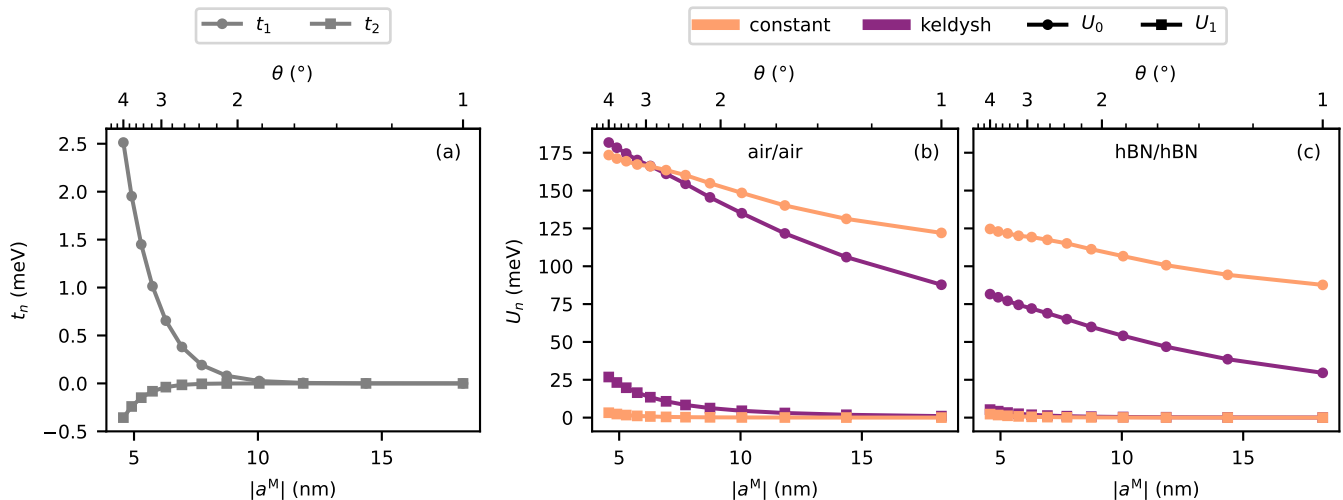 t₁ t₂
constant keldysh U₀ U₁
θ (°)
4 3 2 1
(a)
2.5
2.0
1.5
1.0
0.5
0.0
−0.5
tₙ (meV)
5 10 15
|aᴹ| (nm)
θ (°)
4 3 2 1
air/air (b)
175
150
125
100
75
50
25
0
Uₙ (meV)
5 10 15
|aᴹ| (nm)
θ (°)
4 3 2 1
hBN/hBN (c)
5 10 15
|aᴹ| (nm)